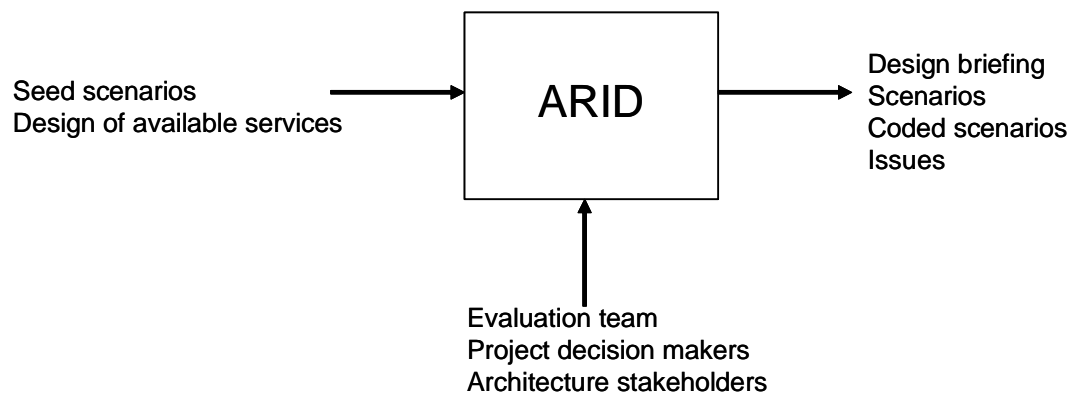 Seed scenarios
Design of available services
ARID
Design briefing
Scenarios
Coded scenarios
Issues
Evaluation team
Project decision makers
Architecture stakeholders